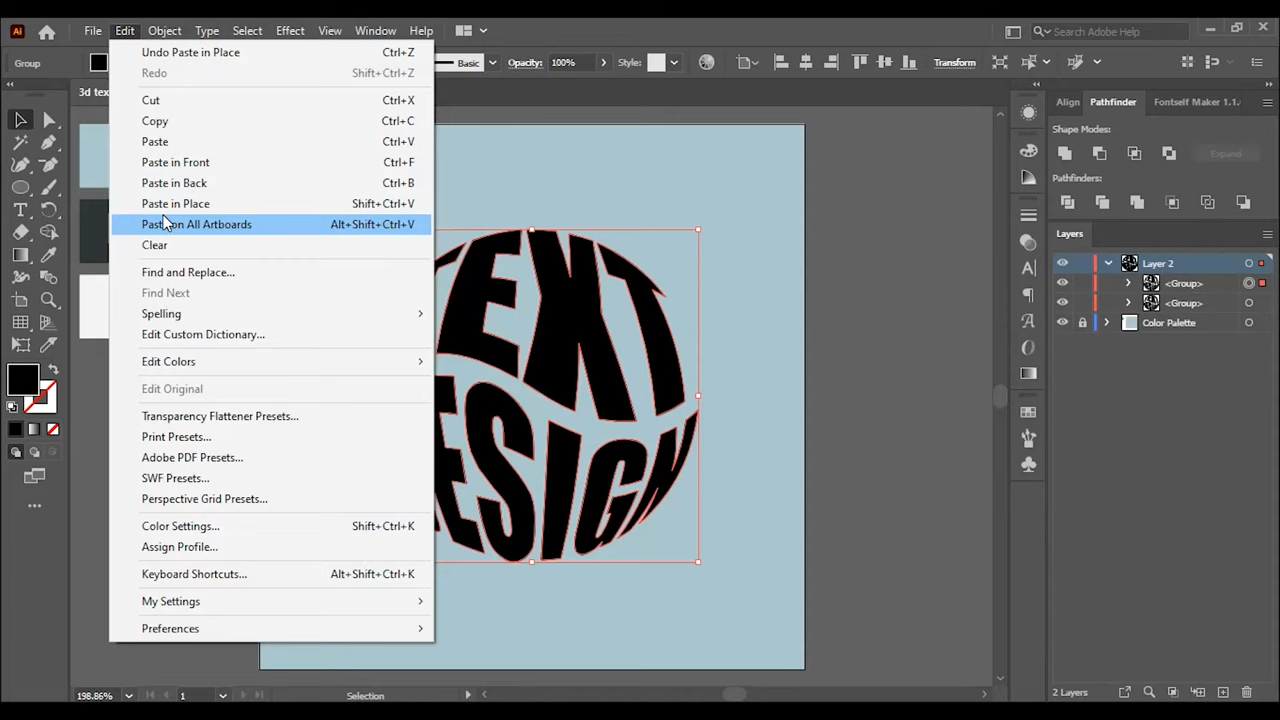 Ai
File Edit Object Type Select Effect View Window Help
Search Adobe Help
Group
Basic
Opacity: 100%
Style:
Transform
3d tex
Undo Paste in Place Ctrl+Z
Redo Shift+Ctrl+Z
Cut Ctrl+X
Copy Ctrl+C
Paste Ctrl+V
Paste in Front Ctrl+F
Paste in Back Ctrl+B
Paste in Place Shift+Ctrl+V
Paste on All Artboards Alt+Shift+Ctrl+V
Clear
Find and Replace...
Find Next
Spelling
Edit Custom Dictionary...
Edit Colors
Edit Original
Transparency Flattener Presets...
Print Presets...
Adobe PDF Presets...
SWF Presets...
Perspective Grid Presets...
Color Settings... Shift+Ctrl+K
Assign Profile...
Keyboard Shortcuts... Alt+Shift+Ctrl+K
My Settings
Preferences
TEXT
ESIGN
Align Pathfinder Fontself Maker 1.1.
Shape Modes:
Expand
Pathfinders:
Layers
Layer 2
<Group>
<Group>
Color Palette
198.86%
1
Selection
2 Layers